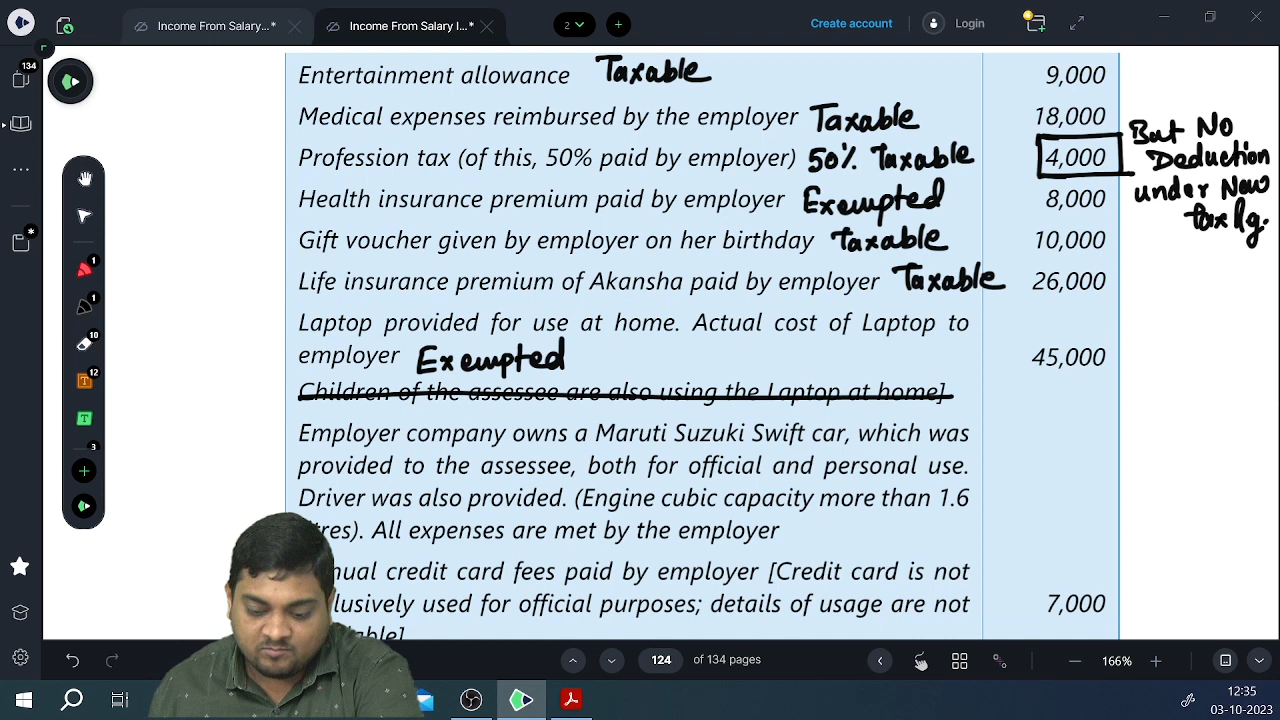 Income From Salary...*
Income From Salary I...*
2
Create account
Login
134
Entertainment allowance Taxable 9,000
Medical expenses reimbursed by the employer Taxable 18,000
Profession tax (of this, 50% paid by employer) 50% Taxable 4,000
But No
Deduction
under New
tax
Health insurance premium paid by employer Exempted 8,000
Gift voucher given by employer on her birthday Taxable 10,000
Life insurance premium of Akansha paid by employer Taxable 26,000
Laptop provided for use at home. Actual cost of Laptop to
employer Exempted 45,000
Children of the assessee are also using the Laptop at home]
Employer company owns a Maruti Suzuki Swift car, which was
provided to the assessee, both for official and personal use.
Driver was also provided. (Engine cubic capacity more than 1.6
tres). All expenses are met by the employer
nual credit card fees paid by employer [Credit card is not
lusively used for official purposes; details of usage are not 7,000
1
1
10
12
3
124 of 134 pages
166%
12:35
03-10-2023